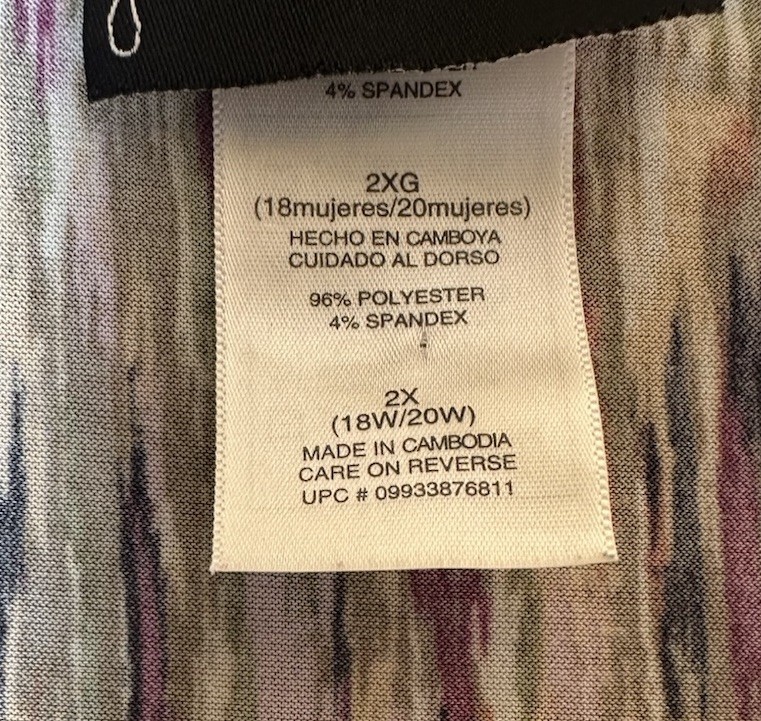 4% SPANDEX
2XG
(18mujeres/20mujeres)
HECHO EN CAMBOYA
CUIDADO AL DORSO
96% POLYESTER
4% SPANDEX
2X
(18W/20W)
MADE IN CAMBODIA
CARE ON REVERSE
UPC # 09933876811